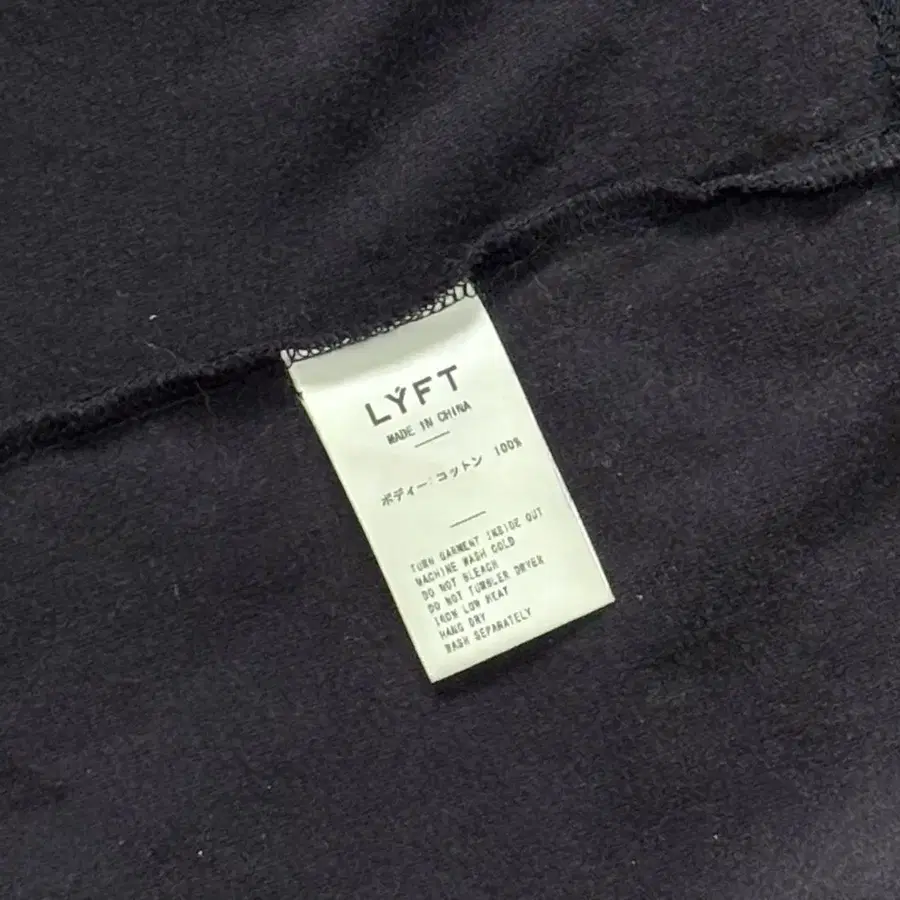 LÝFT
MADE IN CHINA
ボディー:コットン 100%
TURN GARMENT INSIDE OUT
MACHINE WASH COLD
DO NOT BLEACH
DO NOT TUMBLER DRYER
IRON LOW HEAT
HANG DRY
WASH SEPARATELY